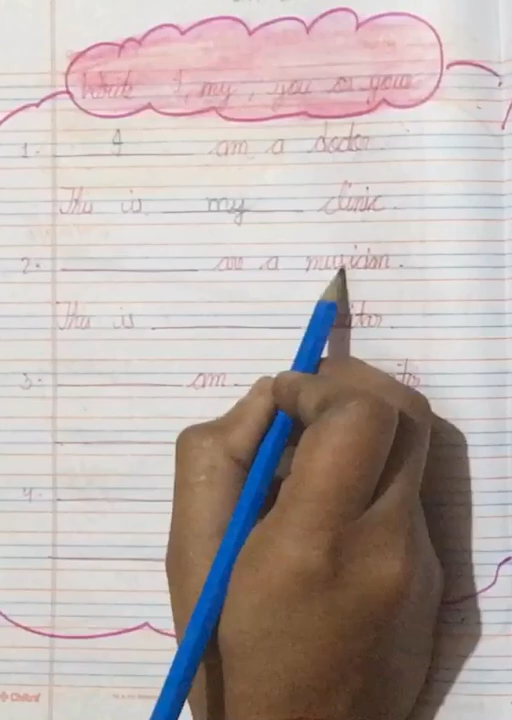 Write I, my, you or your
1. I am a doctor.
This is my clinic.
2. are a musician.
This is
3. am
4.
Chitra